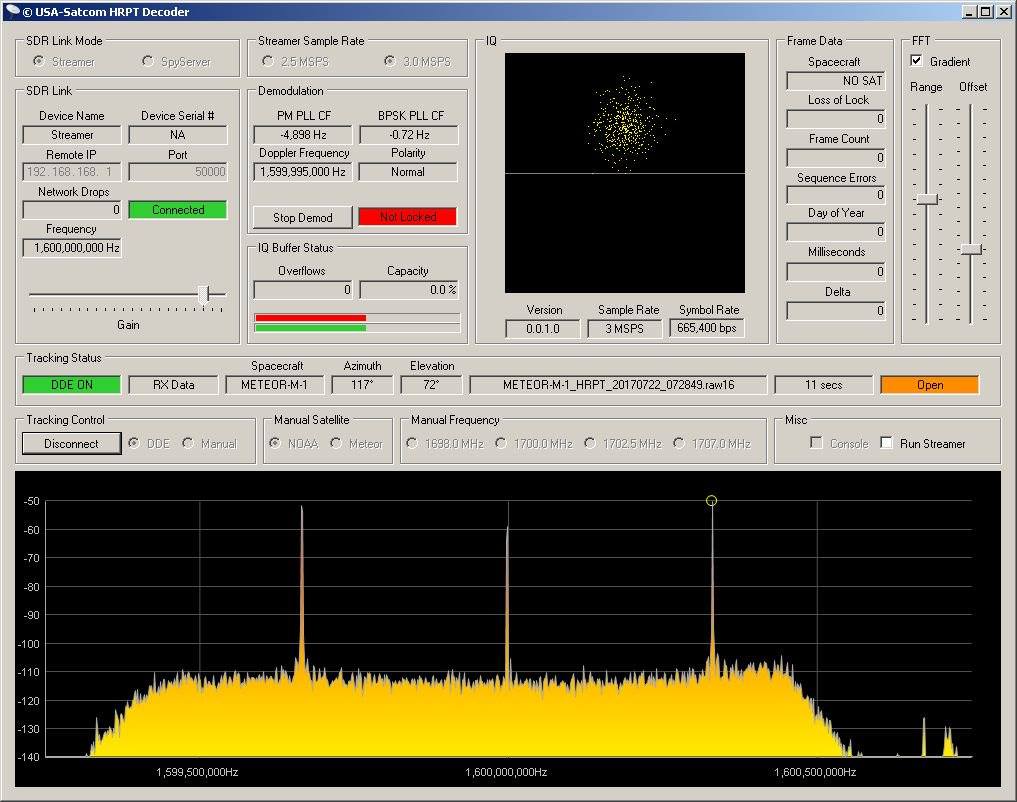 © USA-Satcom HRPT Decoder
SDR Link Mode
Streamer SpyServer
Streamer Sample Rate
2.5 MSPS 3.0 MSPS
SDR Link
Device Name Device Serial #
Streamer NA
Remote IP Port
192.168.168. 1 50000
Network Drops
0 Connected
Frequency
1,600,000,000 Hz
Gain
Demodulation
PM PLL CF BPSK PLL CF
-4,898 Hz -0.72 Hz
Doppler Frequency Polarity
1,599,995,000 Hz Normal
Stop Demod Not Locked
IQ Buffer Status
Overflows Capacity
0 0.0 %
IQ
Version Sample Rate Symbol Rate
0.0.1.0 3 MSPS 665,400 bps
Frame Data
Spacecraft
NO SAT
Loss of Lock
0
Frame Count
0
Sequence Errors
0
Day of Year
0
Milliseconds
0
Delta
0
FFT
Gradient
Range Offset
Tracking Status
Spacecraft Azimuth Elevation
DDE ON RX Data METEOR-M-1 117° 72° METEOR-M-1_HRPT_20170722_072849.raw16 11 secs Open
Tracking Control
Disconnect DDE Manual
Manual Satellite
NOAA Meteor
Manual Frequency
1698.0 MHz 1700.0 MHz 1702.5 MHz 1707.0 MHz
Misc
Console Run Streamer
-50
-60
-70
-80
-90
-100
-110
-120
-130
-140
1,599,500,000Hz 1,600,000,000Hz 1,600,500,000Hz